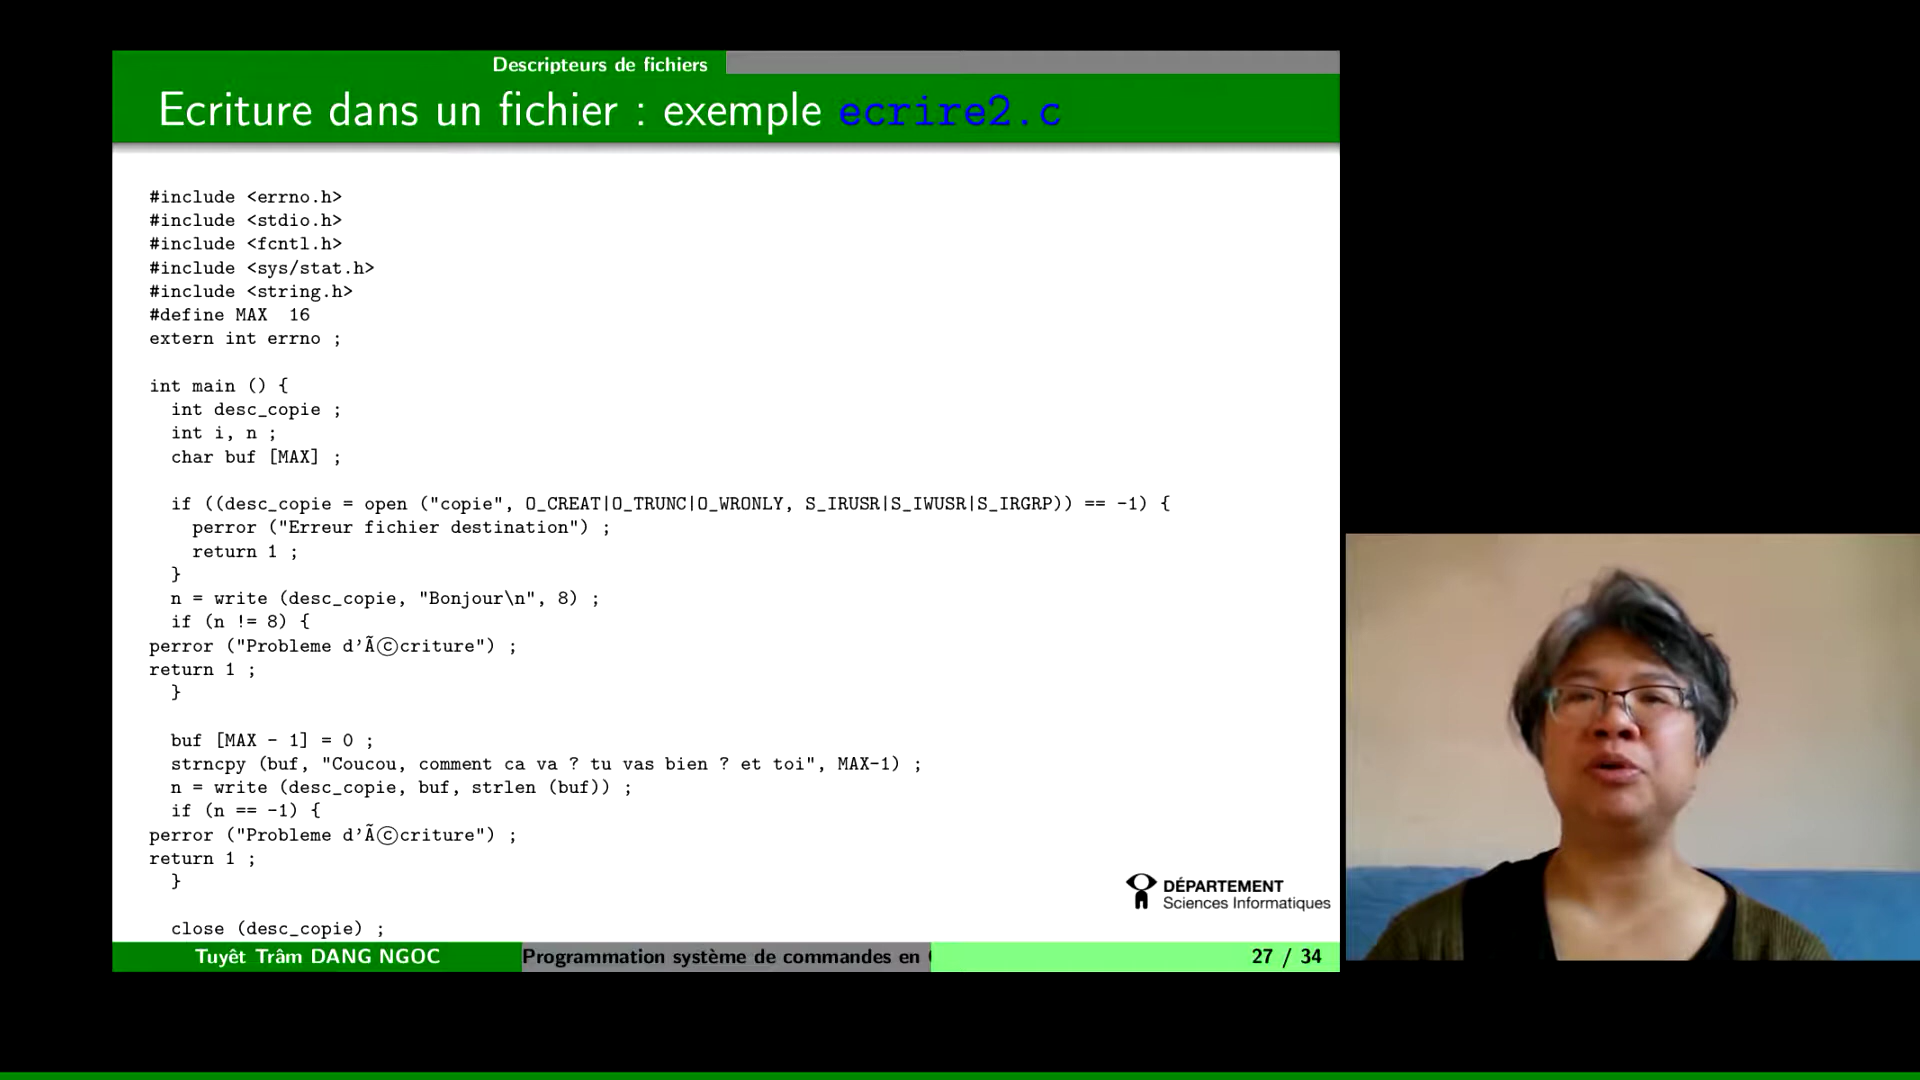 Descripteurs de fichiers
Ecriture dans un fichier : exemple ecrire2.c
#include <errno.h>
#include <stdio.h>
#include <fcntl.h>
#include <sys/stat.h>
#include <string.h>
#define MAX  16
extern int errno ;
int main () {
  int desc_copie ;
  int i, n ;
  char buf [MAX] ;
  if ((desc_copie = open ("copie", O_CREAT|O_TRUNC|O_WRONLY, S_IRUSR|S_IWUSR|S_IRGRP)) == -1) {
    perror ("Erreur fichier destination") ;
    return 1 ;
  }
  n = write (desc_copie, "Bonjour\n", 8) ;
  if (n != 8) {
perror ("Probleme d'Ã©criture") ;
return 1 ;
  }
  buf [MAX - 1] = 0 ;
  strncpy (buf, "Coucou, comment ca va ? tu vas bien ? et toi", MAX-1) ;
  n = write (desc_copie, buf, strlen (buf)) ;
  if (n == -1) {
perror ("Probleme d'Ã©criture") ;
return 1 ;
  }
  close (desc_copie) ;
DÉPARTEMENT
Sciences Informatiques
Tuyêt Trâm DANG NGOC
Programmation système de commandes en
27 / 34